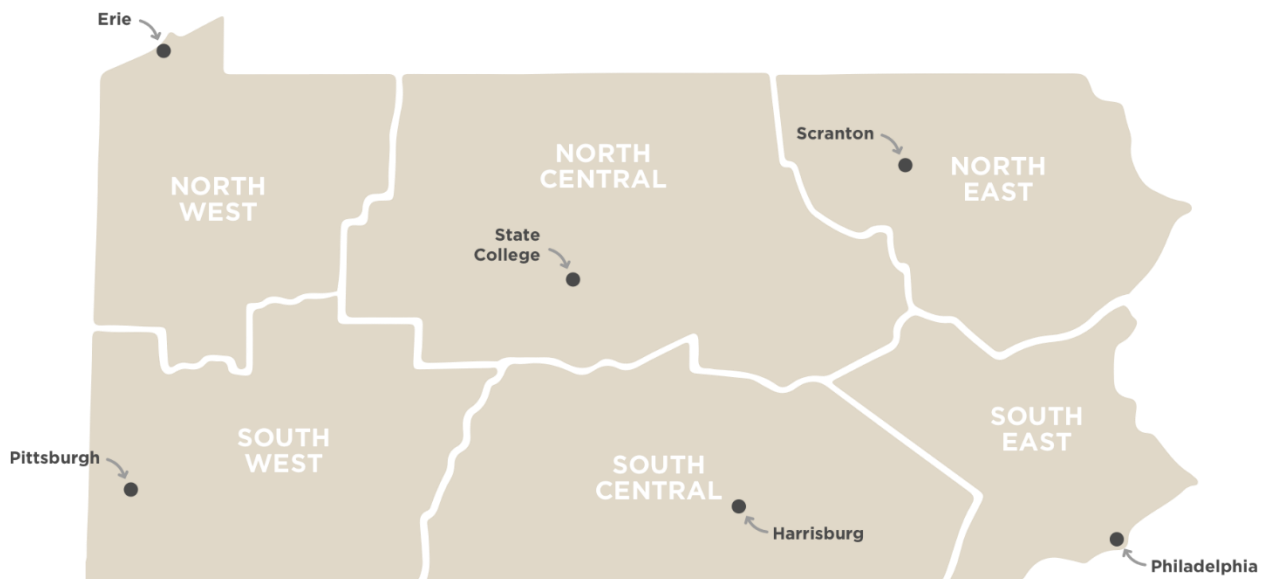 Erie
Scranton
NORTH
CENTRAL
NORTH
EAST
NORTH
WEST
State
College
SOUTH
EAST
SOUTH
WEST
Pittsburgh
SOUTH
CENTRAL
Harrisburg
Philadelphia